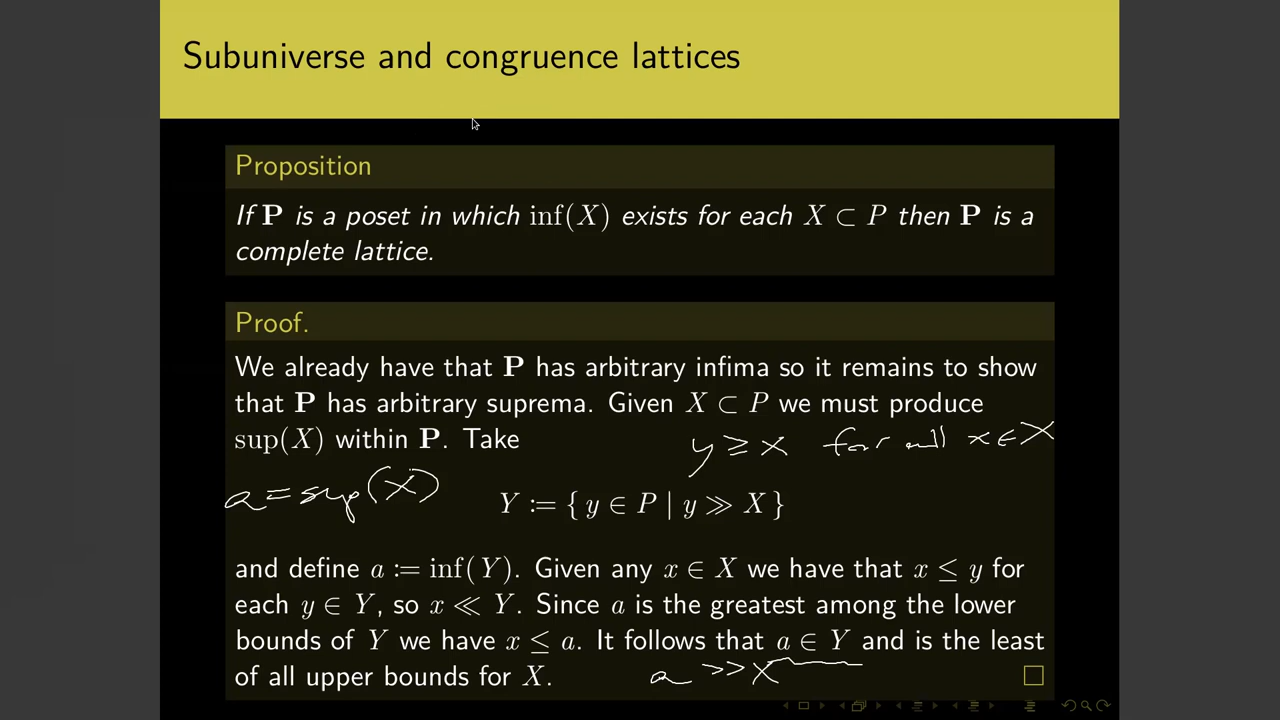 Subuniverse and congruence lattices
Proposition
If P is a poset in which inf(X) exists for each X ⊂ P then P is a
complete lattice.
Proof.
We already have that P has arbitrary infima so it remains to show
that P has arbitrary suprema. Given X ⊂ P we must produce
sup(X) within P. Take
y ≥ x for all x ∈ X
a = sup(X)
Y := { y ∈ P | y ≫ X }
and define a := inf(Y). Given any x ∈ X we have that x ≤ y for
each y ∈ Y, so x ≪ Y. Since a is the greatest among the lower
bounds of Y we have x ≤ a. It follows that a ∈ Y and is the least
of all upper bounds for X.
a >> X